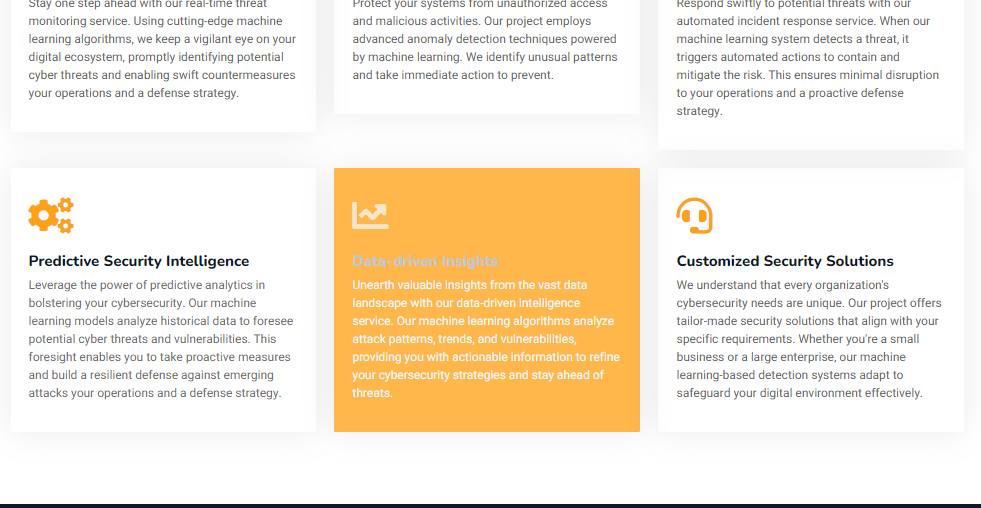 Stay one step ahead with our real-time threat
monitoring service. Using cutting-edge machine
learning algorithms, we keep a vigilant eye on your
digital ecosystem, promptly identifying potential
cyber threats and enabling swift countermeasures
your operations and a defense strategy.
Protect your systems from unauthorized access
and malicious activities. Our project employs
advanced anomaly detection techniques powered
by machine learning. We identify unusual patterns
and take immediate action to prevent.
Respond swiftly to potential threats with our
automated incident response service. When our
machine learning system detects a threat, it
triggers automated actions to contain and
mitigate the risk. This ensures minimal disruption
to your operations and a proactive defense
strategy.
Predictive Security Intelligence
Leverage the power of predictive analytics in
bolstering your cybersecurity. Our machine
learning models analyze historical data to foresee
potential cyber threats and vulnerabilities. This
foresight enables you to take proactive measures
and build a resilient defense against emerging
attacks your operations and a defense strategy.
Data-driven Insights
Unearth valuable insights from the vast data
landscape with our data-driven intelligence
service. Our machine learning algorithms analyze
attack patterns, trends, and vulnerabilities,
providing you with actionable information to refine
your cybersecurity strategies and stay ahead of
threats.
Customized Security Solutions
We understand that every organization's
cybersecurity needs are unique. Our project offers
tailor-made security solutions that align with your
specific requirements. Whether you're a small
business or a large enterprise, our machine
learning-based detection systems adapt to
safeguard your digital environment effectively.